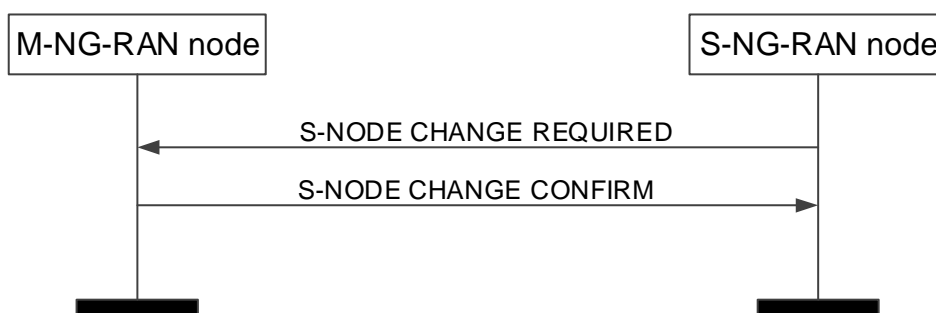 M-NG-RAN node
S-NG-RAN node
S-NODE CHANGE REQUIRED
S-NODE CHANGE CONFIRM